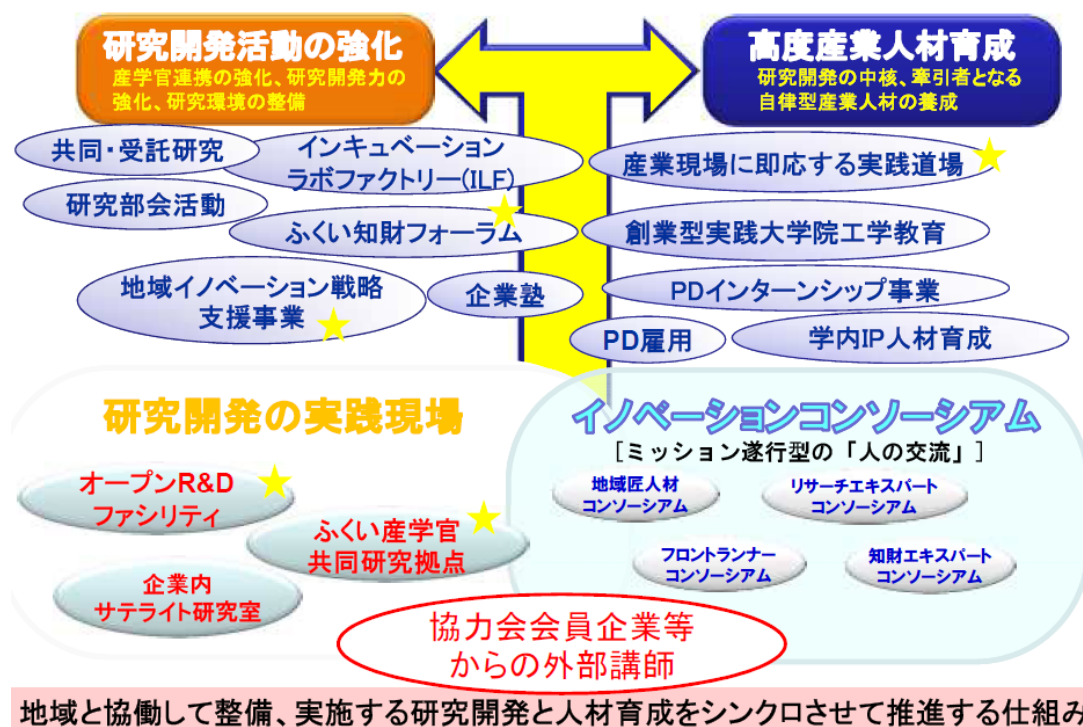 研究開発活動の強化
産学官連携の強化、研究開発力の
強化、研究環境の整備
高度産業人材育成
研究開発の中核、牽引者となる
自律型産業人材の養成
共同・受託研究
インキュベーション
ラボファクトリー(ILF)
研究部会活動
ふくい知財フォーラム
地域イノベーション戦略
支援事業
企業塾
産業現場に即応する実践道場
創業型実践大学院工学教育
PDインターンシップ事業
PD雇用
学内IP人材育成
研究開発の実践現場
オープンR&D
ファシリティ
ふくい産学官
共同研究拠点
企業内
サテライト研究室
イノベーションコンソーシアム
[ミッション遂行型の「人の交流」]
地域匠人材
コンソーシアム
リサーチエキスパート
コンソーシアム
フロントランナー
コンソーシアム
知財エキスパート
コンソーシアム
協力会会員企業等
からの外部講師
地域と協働して整備、実施する研究開発と人材育成をシンクロさせて推進する仕組み